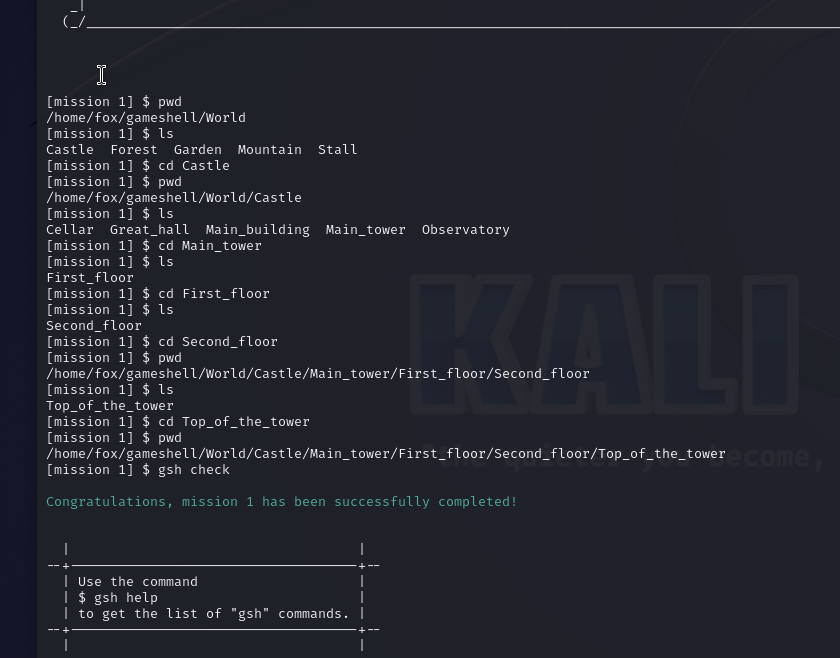 _|
(_/
[mission 1] $ pwd
/home/fox/gameshell/World
[mission 1] $ ls
Castle  Forest  Garden  Mountain  Stall
[mission 1] $ cd Castle
[mission 1] $ pwd
/home/fox/gameshell/World/Castle
[mission 1] $ ls
Cellar  Great_hall  Main_building  Main_tower  Observatory
[mission 1] $ cd Main_tower
[mission 1] $ ls
First_floor
[mission 1] $ cd First_floor
[mission 1] $ ls
Second_floor
[mission 1] $ cd Second_floor
[mission 1] $ pwd
/home/fox/gameshell/World/Castle/Main_tower/First_floor/Second_floor
[mission 1] $ ls
Top_of_the_tower
[mission 1] $ cd Top_of_the_tower
[mission 1] $ pwd
/home/fox/gameshell/World/Castle/Main_tower/First_floor/Second_floor/Top_of_the_tower
[mission 1] $ gsh check
Congratulations, mission 1 has been successfully completed!
Use the command
$ gsh help
to get the list of "gsh" commands.
KALI
"the quieter you become,